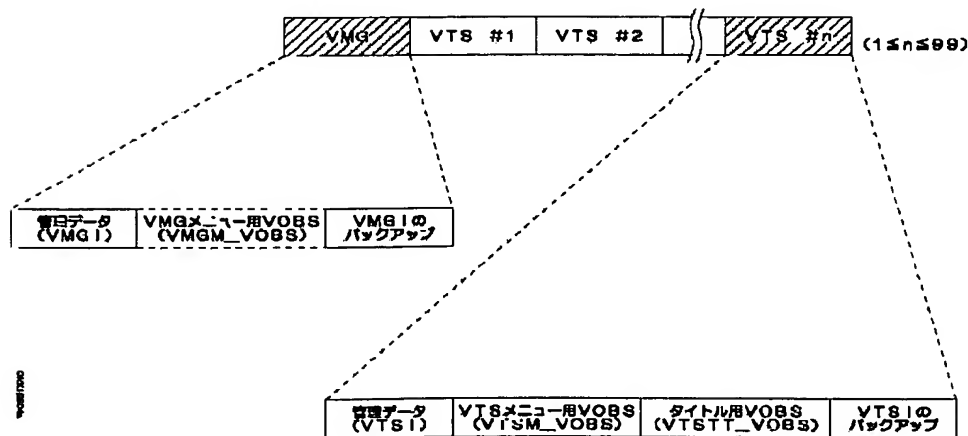 VMG VTS #1 VTS #2 VTS #n (1≤n≤99)
管理データ VMGメニュー用VOBS VMGIの
(VMGI) (VMGM_VOBS) バックアップ
管理データ VTSメニュー用VOBS タイトル用VOBS VTSIの
(VTSI) (VTSM_VOBS) (VTSTT_VOBS) バックアップ